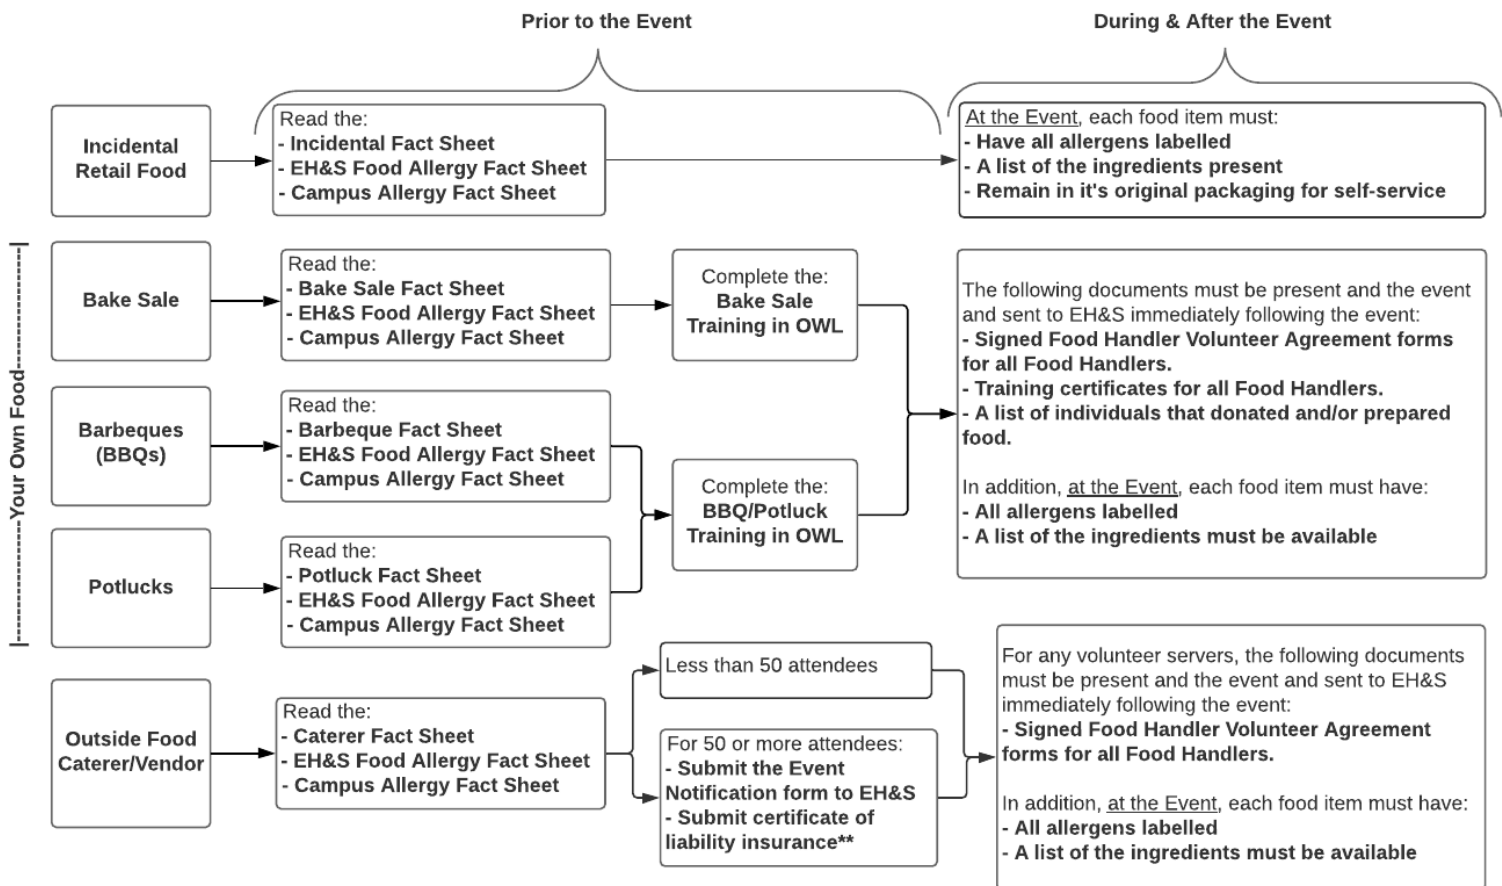 Prior to the Event
During & After the Event
Incidental
Retail Food
Read the:
- Incidental Fact Sheet
- EH&S Food Allergy Fact Sheet
- Campus Allergy Fact Sheet
At the Event, each food item must:
- Have all allergens labelled
- A list of the ingredients present
- Remain in it's original packaging for self-service
|-------Your Own Food---------------|
Bake Sale
Read the:
- Bake Sale Fact Sheet
- EH&S Food Allergy Fact Sheet
- Campus Allergy Fact Sheet
Complete the:
Bake Sale
Training in OWL
Barbeques
(BBQs)
Read the:
- Barbeque Fact Sheet
- EH&S Food Allergy Fact Sheet
- Campus Allergy Fact Sheet
Potlucks
Read the:
- Potluck Fact Sheet
- EH&S Food Allergy Fact Sheet
- Campus Allergy Fact Sheet
Complete the:
BBQ/Potluck
Training in OWL
The following documents must be present and the event
and sent to EH&S immediately following the event:
- Signed Food Handler Volunteer Agreement forms
for all Food Handlers.
- Training certificates for all Food Handlers.
- A list of individuals that donated and/or prepared
food.
In addition, at the Event, each food item must have:
- All allergens labelled
- A list of the ingredients must be available
Outside Food
Caterer/Vendor
Read the:
- Caterer Fact Sheet
- EH&S Food Allergy Fact Sheet
- Campus Allergy Fact Sheet
Less than 50 attendees
For 50 or more attendees:
- Submit the Event
Notification form to EH&S
- Submit certificate of
liability insurance**
For any volunteer servers, the following documents
must be present and the event and sent to EH&S
immediately following the event:
- Signed Food Handler Volunteer Agreement
forms for all Food Handlers.
In addition, at the Event, each food item must have:
- All allergens labelled
- A list of the ingredients must be available